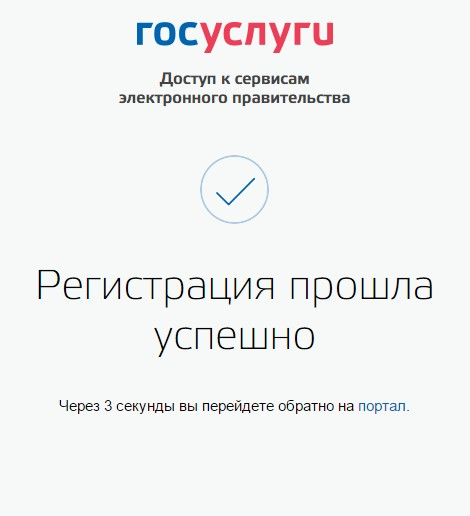 госуслуги
Доступ к сервисам
электронного правительства
Регистрация прошла
успешно
Через 3 секунды вы перейдете обратно на портал.